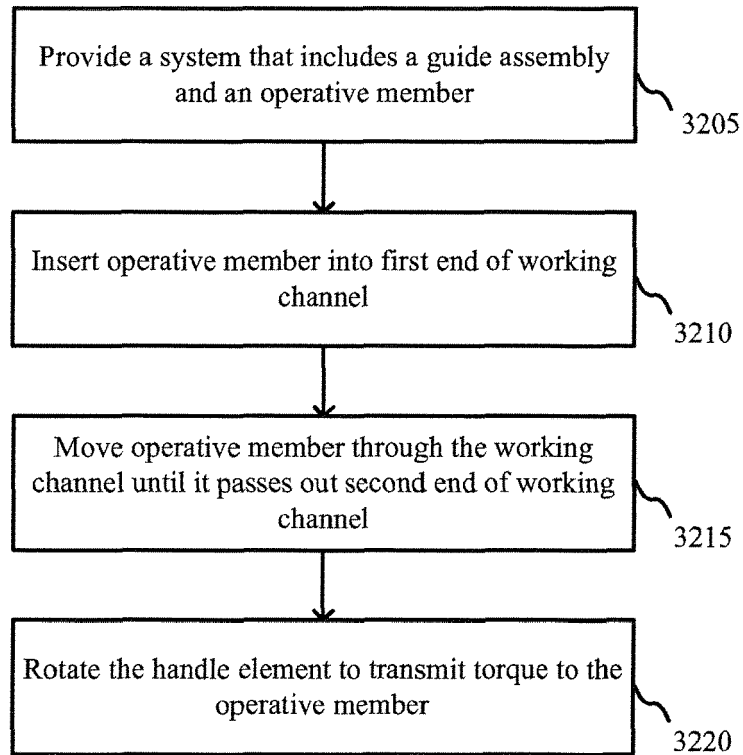 Provide a system that includes a guide assembly
and an operative member
3205
Insert operative member into first end of working
channel
3210
Move operative member through the working
channel until it passes out second end of working
channel
3215
Rotate the handle element to transmit torque to the
operative member
3220